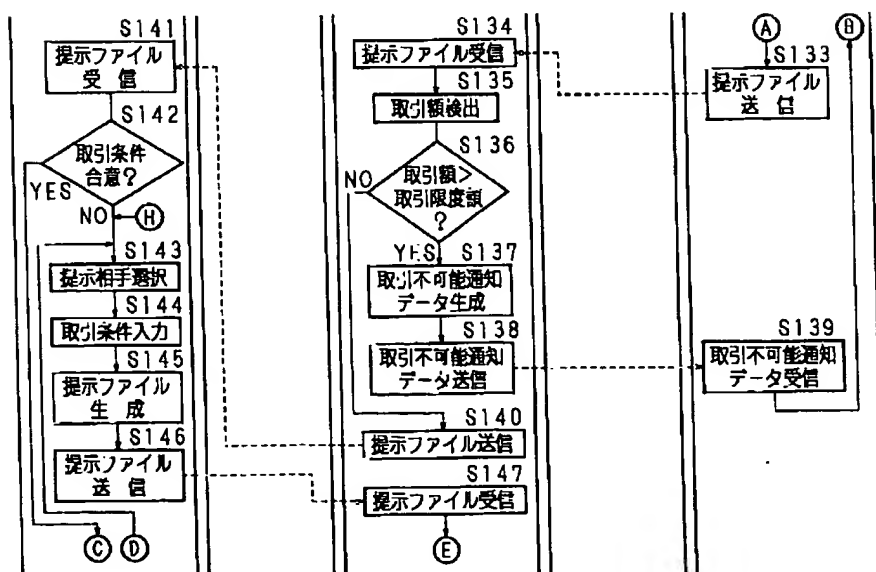 S141
提示ファイル
受 信
S142
取引条件
合意?
YES
NO
H
S143
提示相手選択
S144
取引条件入力
S145
提示ファイル
生 成
S146
提示ファイル
送 信
C
D
S134
提示ファイル受信
S135
取引額検出
S136
取引額>
取引限度額
?
NO
YES
S137
取引不可能通知
データ生成
S138
取引不可能通知
データ送信
S140
提示ファイル送信
S147
提示ファイル受信
E
A
B
S133
提示ファイル
送 信
S139
取引不可能通知
データ受信